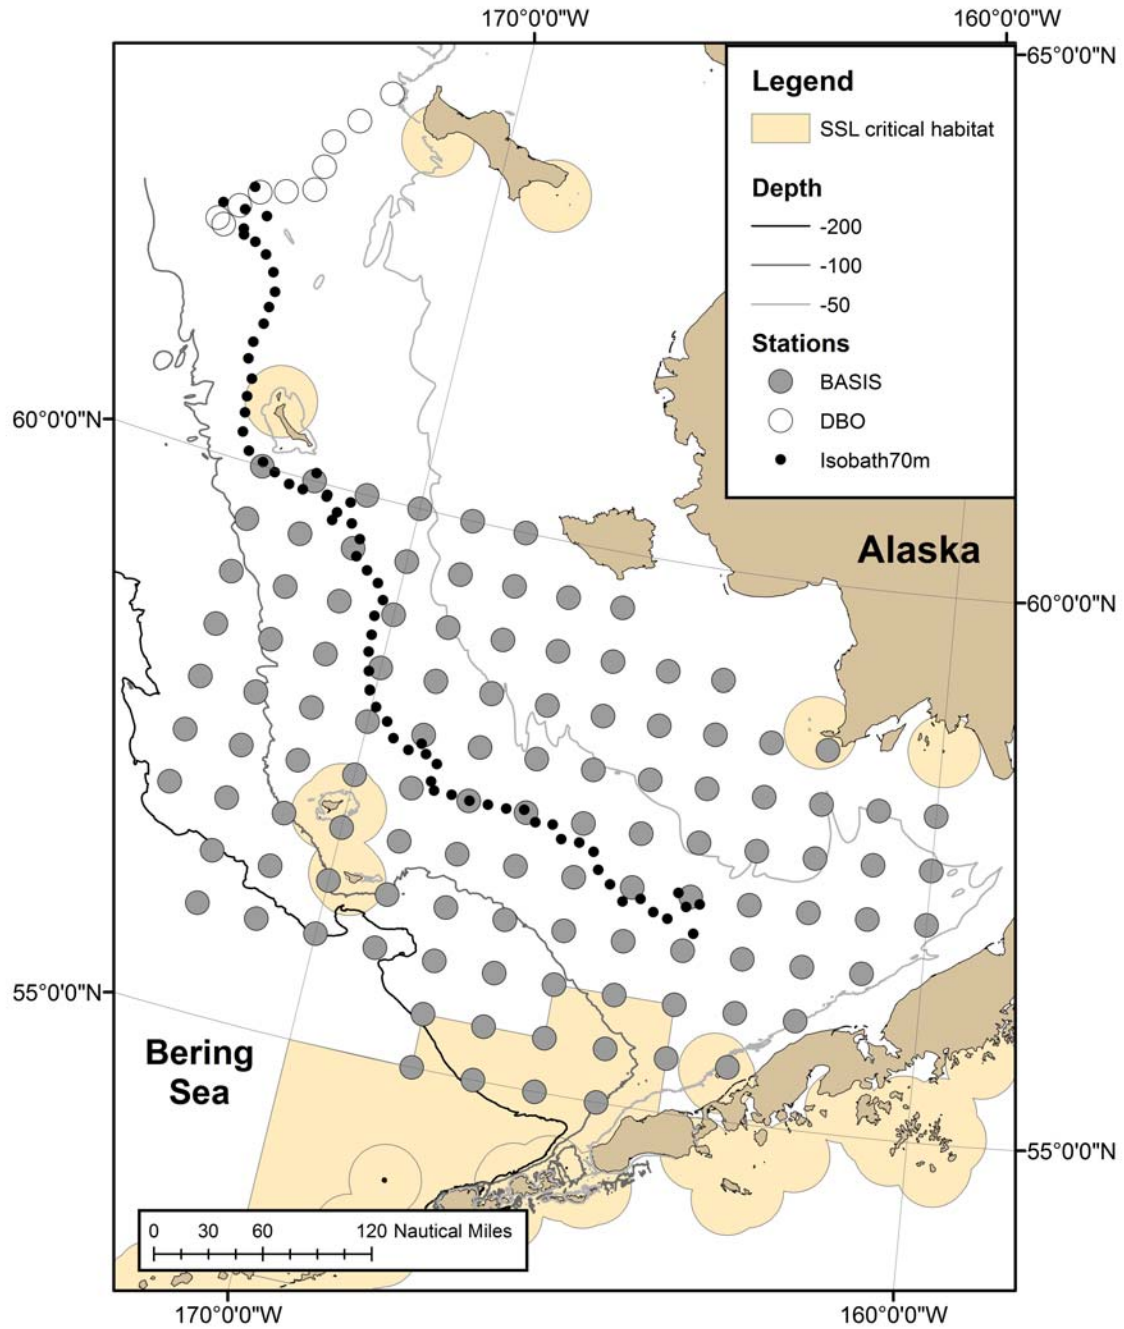 170°0'0"W 160°0'0"W
65°0'0"N
Legend
SSL critical habitat
Depth
-200
-100
-50
Stations
BASIS
DBO
Isobath70m
60°0'0"N
Alaska
60°0'0"N
55°0'0"N
Bering
Sea
55°0'0"N
0 30 60 120 Nautical Miles
170°0'0"W 160°0'0"W